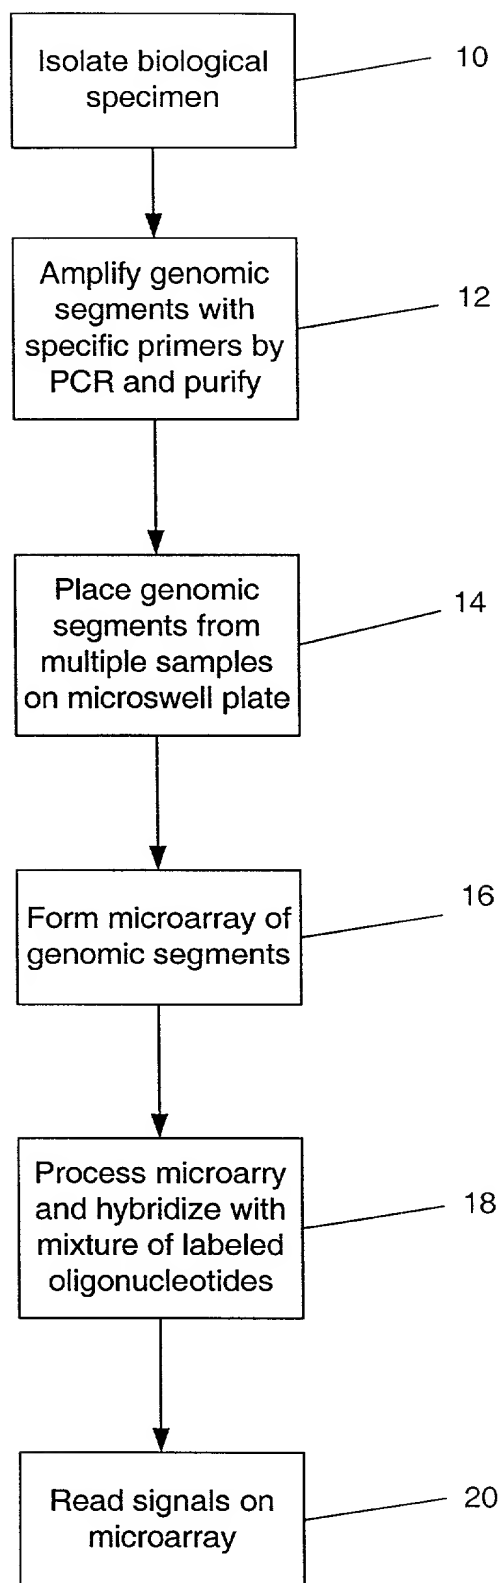 Isolate biological
specimen
10
Amplify genomic
segments with
specific primers by
PCR and purify
12
Place genomic
segments from
multiple samples
on microswell plate
14
Form microarray of
genomic segments
16
Process microarry
and hybridize with
mixture of labeled
oligonucleotides
18
Read signals on
microarray
20